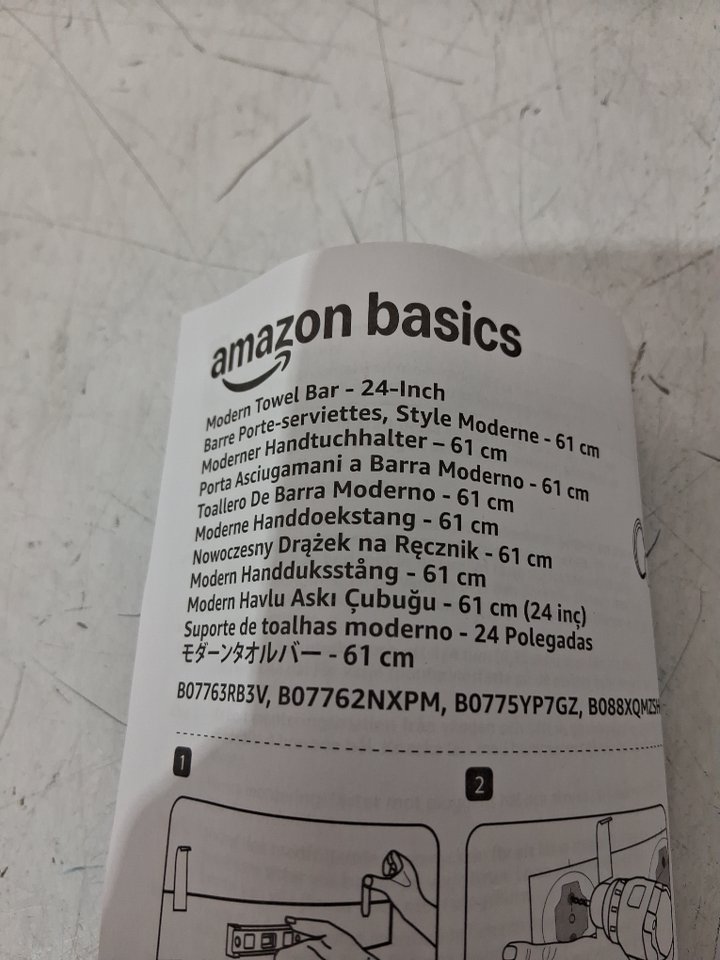 amazon basics
Modern Towel Bar - 24-Inch
Barre Porte-serviettes, Style Moderne - 61 cm
Moderner Handtuchhalter – 61 cm
Porta Asciugamani a Barra Moderno - 61 cm
Toallero De Barra Moderno - 61 cm
Moderne Handdoekstang - 61 cm
Nowoczesny Drążek na Ręcznik - 61 cm
Modern Handduksstång - 61 cm
Modern Havlu Askı Çubuğu - 61 cm (24 inç)
Suporte de toalhas moderno - 24 Polegadas
モダーンタオルバー - 61 cm
B07763RB3V, B07762NXPM, B0775YP7GZ,
1
2